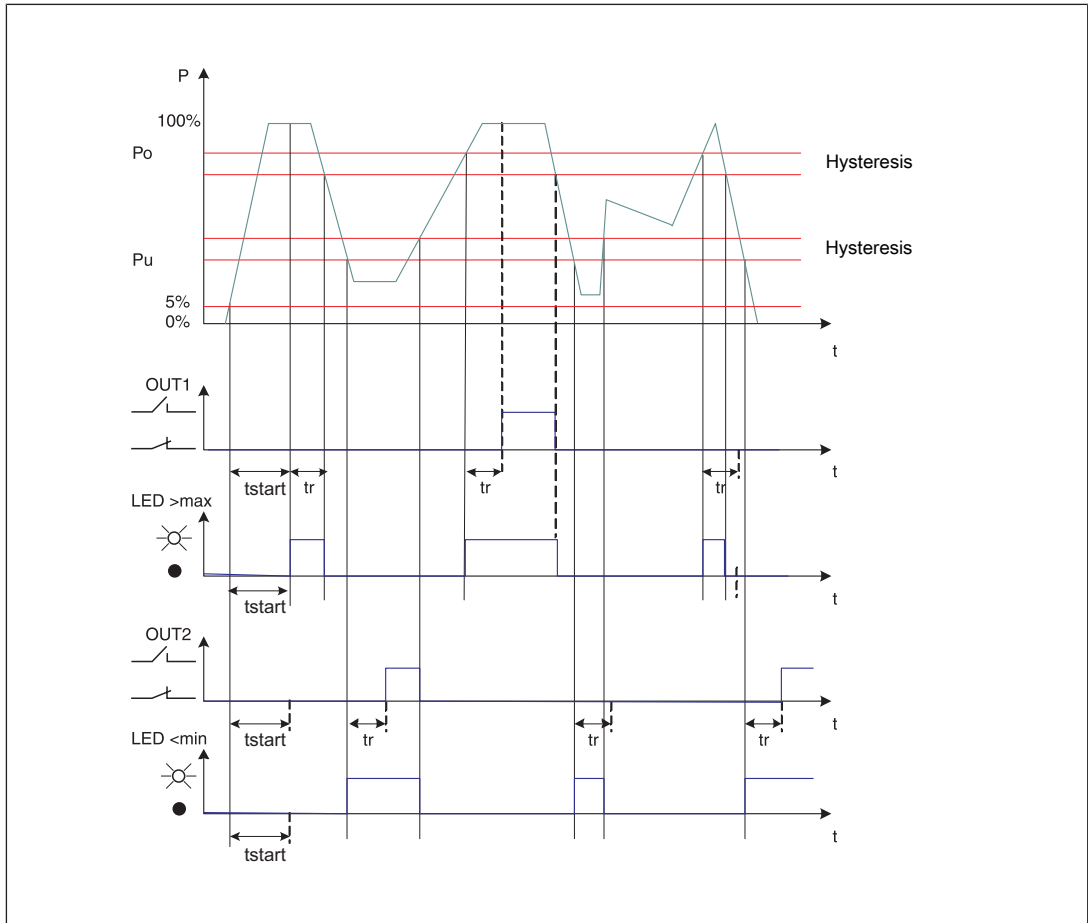 P
100%
Po
Hysteresis
Hysteresis
Pu
5%
0%
t
OUT1
t
tstart
tr
tr
tr
LED >max
t
tstart
OUT2
t
tstart
tr
tr
tr
LED <min
t
tstart